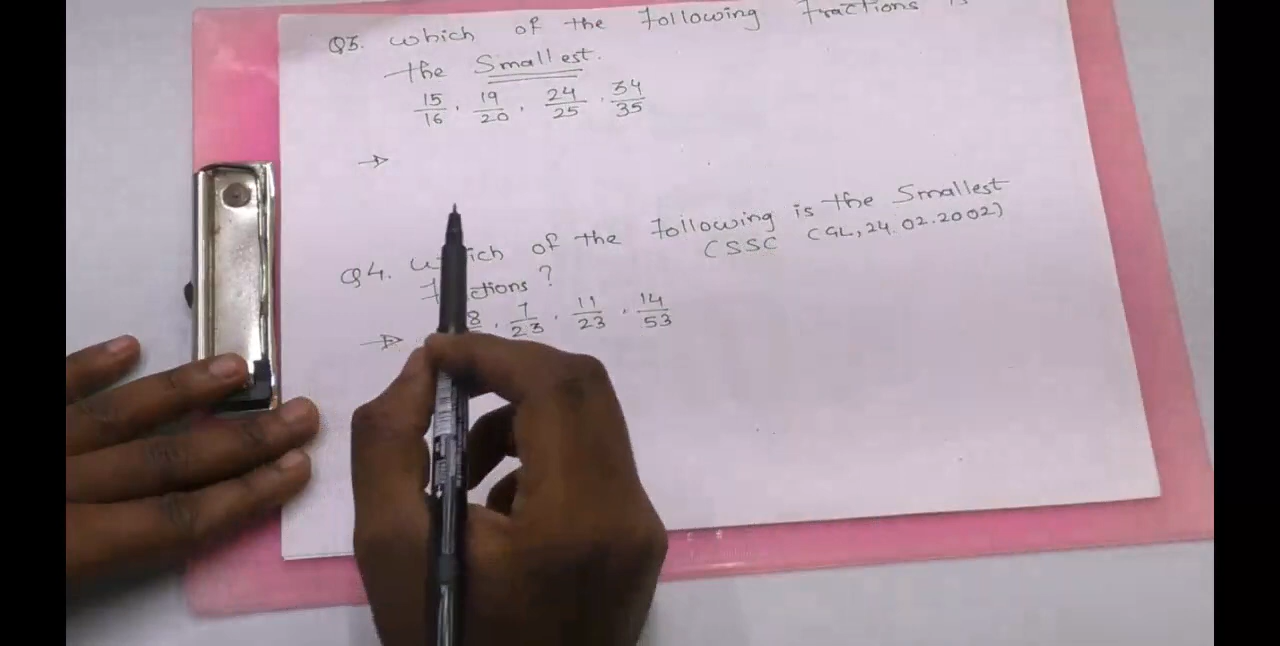 Q3. Which of the Following Fractions is
the Smallest.
15/16, 19/20, 24/25, 34/35
Q4. Which of the Following is the Smallest
(SSC CGL, 24.02.2002)
?
8, 7/23, 11/23, 14/53